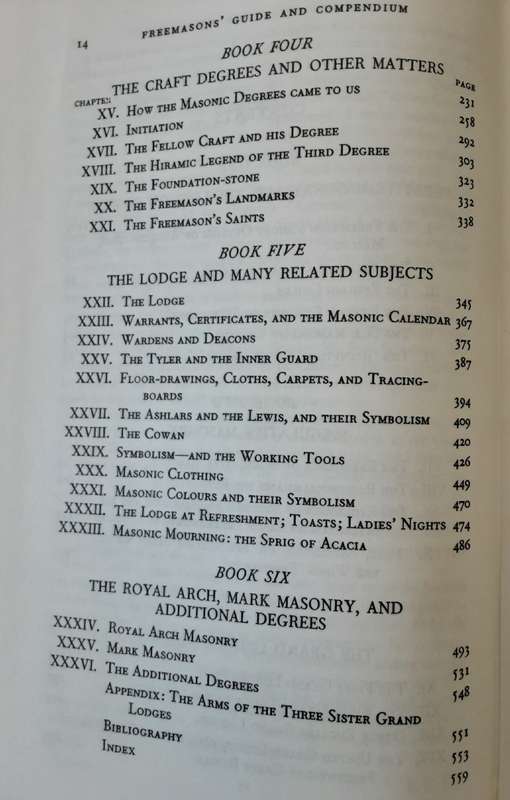 14 FREEMASONS' GUIDE AND COMPENDIUM
BOOK FOUR
THE CRAFT DEGREES AND OTHER MATTERS
CHAPTER PAGE
XV. How the Masonic Degrees came to us 231
XVI. Initiation 258
XVII. The Fellow Craft and his Degree 292
XVIII. The Hiramic Legend of the Third Degree 303
XIX. The Foundation-stone 323
XX. The Freemason's Landmarks 332
XXI. The Freemason's Saints 338
BOOK FIVE
THE LODGE AND MANY RELATED SUBJECTS
XXII. The Lodge 345
XXIII. Warrants, Certificates, and the Masonic Calendar 367
XXIV. Wardens and Deacons 375
XXV. The Tyler and the Inner Guard 387
XXVI. Floor-drawings, Cloths, Carpets, and Tracing-
boards 394
XXVII. The Ashlars and the Lewis, and their Symbolism 409
XXVIII. The Cowan 420
XXIX. Symbolism—and the Working Tools 426
XXX. Masonic Clothing 449
XXXI. Masonic Colours and their Symbolism 470
XXXII. The Lodge at Refreshment; Toasts; Ladies' Nights 474
XXXIII. Masonic Mourning: the Sprig of Acacia 486
BOOK SIX
THE ROYAL ARCH, MARK MASONRY, AND
ADDITIONAL DEGREES
XXXIV. Royal Arch Masonry 493
XXXV. Mark Masonry 531
XXXVI. The Additional Degrees 548
Appendix: The Arms of the Three Sister Grand
Lodges 551
Bibliography 553
Index 559